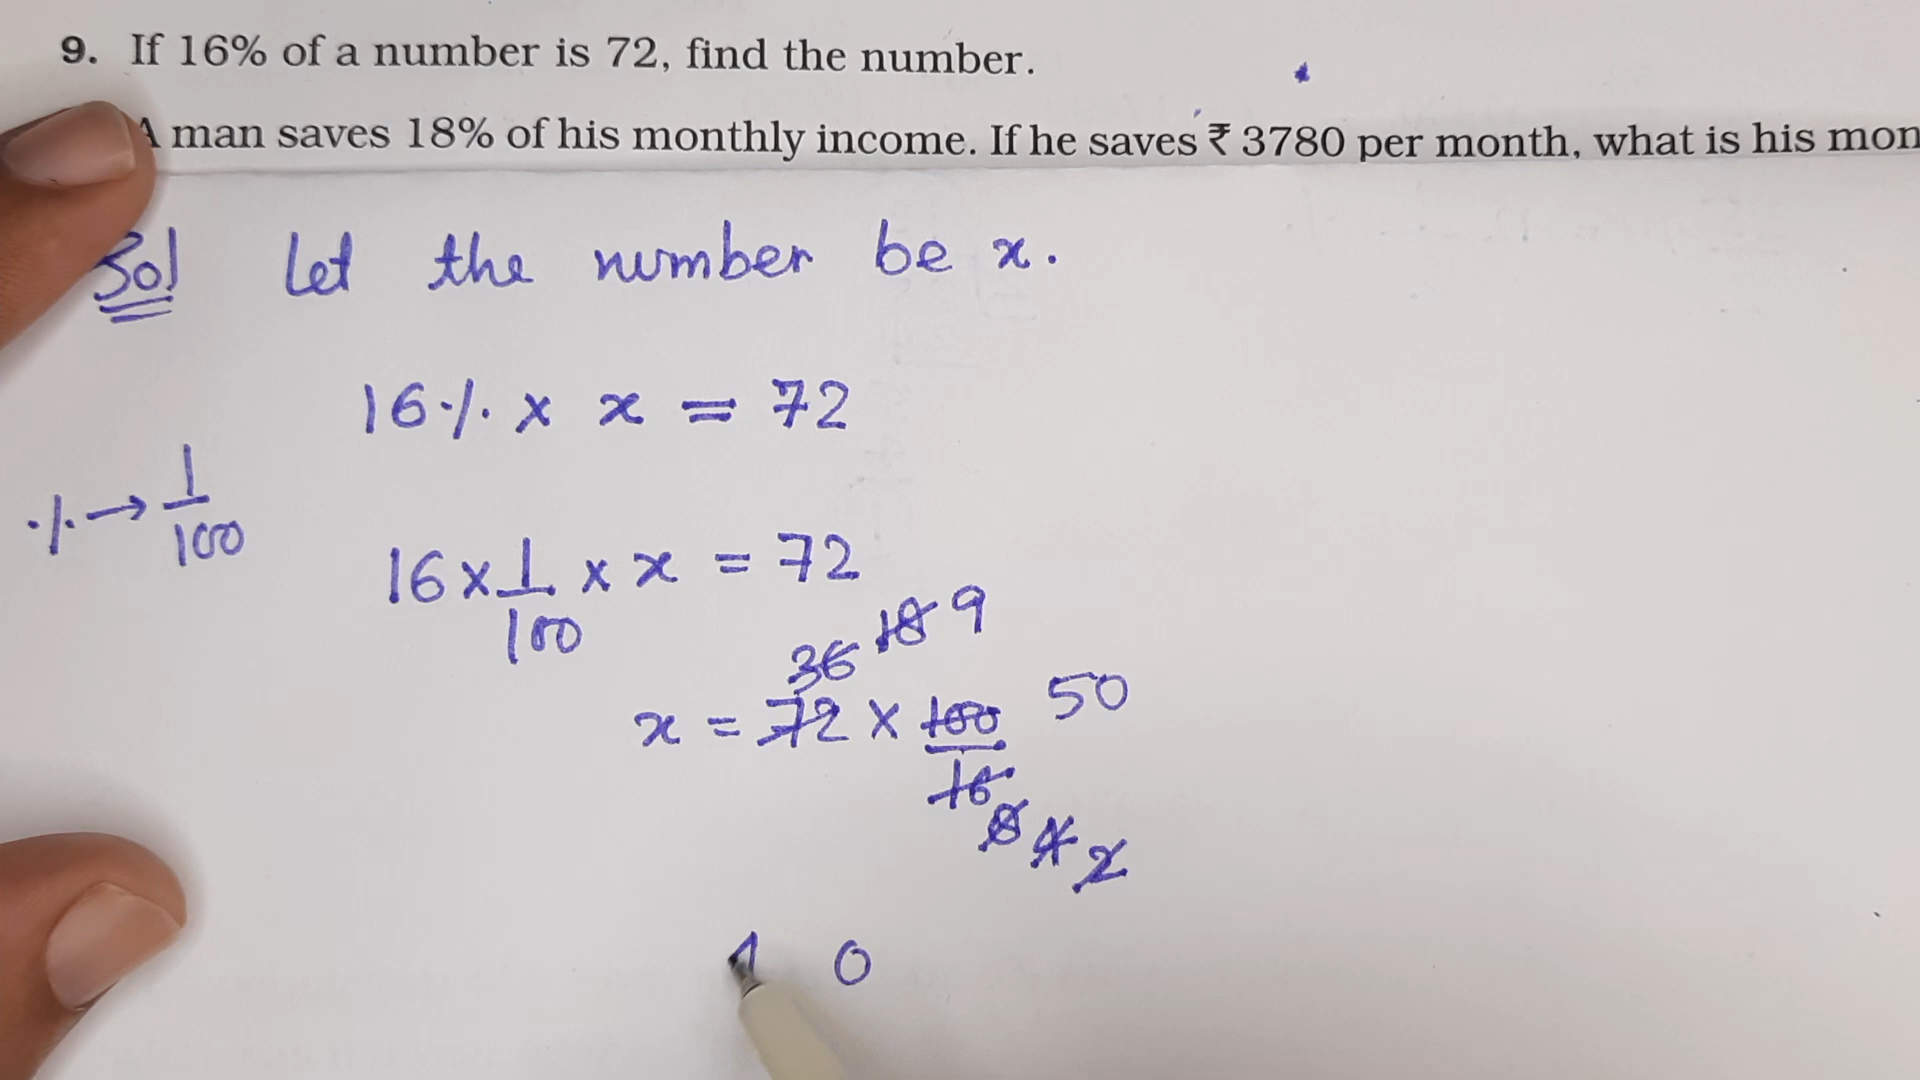 9. If 16% of a number is 72, find the number.
A man saves 18% of his monthly income. If he saves ₹ 3780 per month, what is his mon
Sol Let the number be x.
16% × x = 72
% → 1/100
16 × 1/100 × x = 72
36 18 9
x = 72 × 100/16 50
8 4 2
0